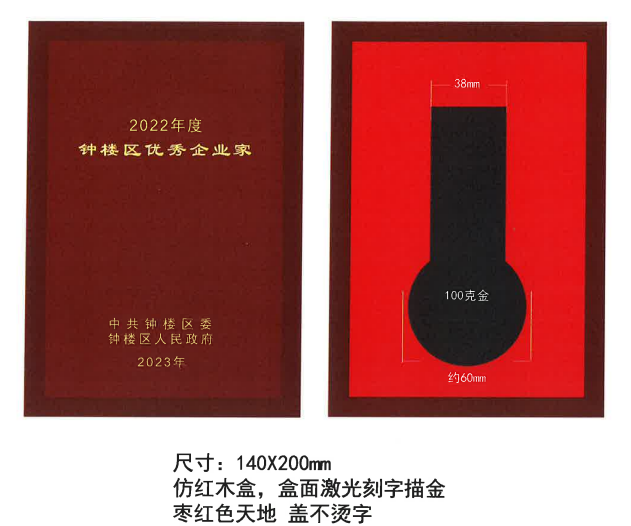 2022年度
钟楼区优秀企业家
中共钟楼区委
钟楼区人民政府
2023年
38mm
100克金
约60mm
尺寸：140X200mm
仿红木盒，盒面激光刻字描金
枣红色天地 盖不烫字